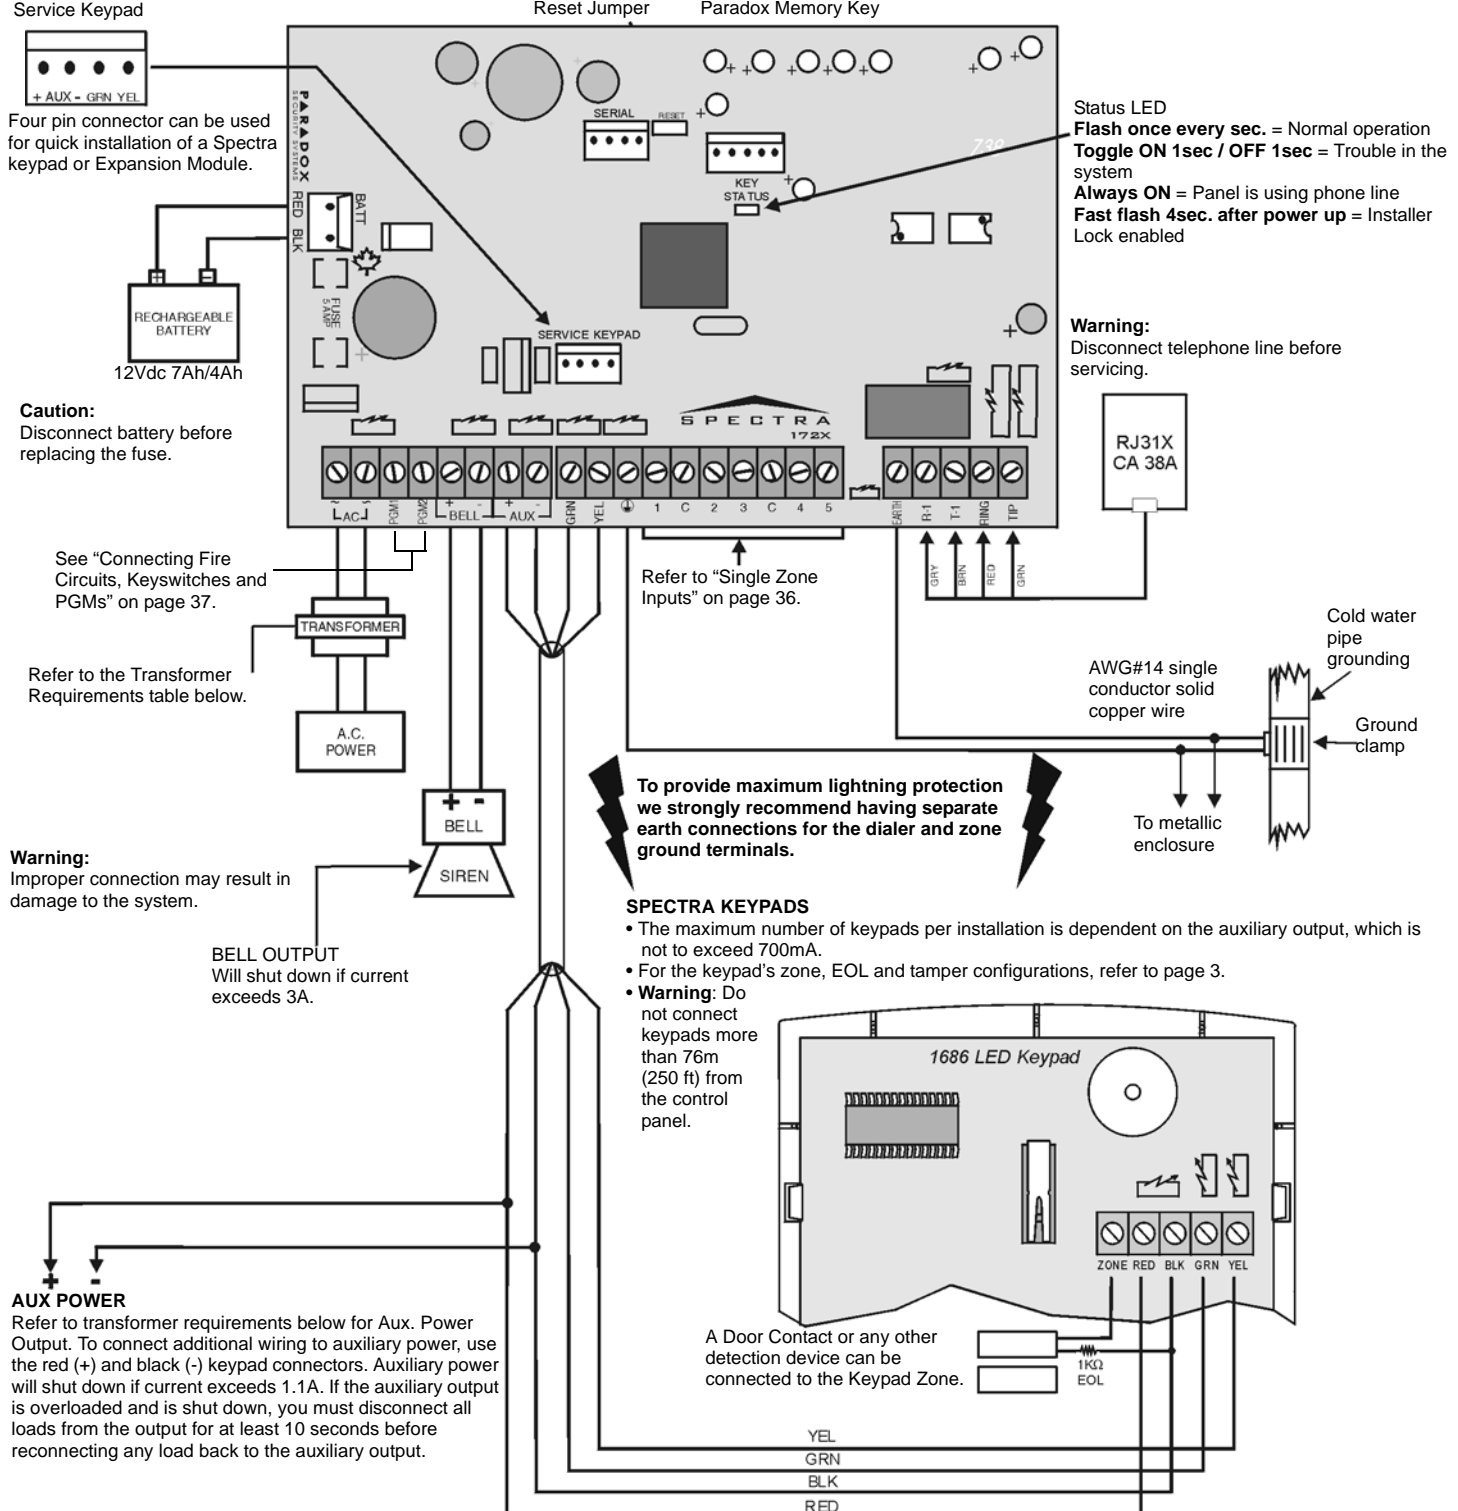 Service Keypad
Reset Jumper
Paradox Memory Key
+ AUX - GRN YEL
Four pin connector can be used
for quick installation of a Spectra
keypad or Expansion Module.
PARADOX
SECURITY SYSTEMS
SERIAL
RESET
KEY
STATUS
Status LED
Flash once every sec. = Normal operation
Toggle ON 1sec / OFF 1sec = Trouble in the
system
Always ON = Panel is using phone line
Fast flash 4sec. after power up = Installer
Lock enabled
RED
BLK
BATT
+ -
RECHARGEABLE
BATTERY
12Vdc 7Ah/4Ah
FUSE
5 AMP
SERVICE KEYPAD
Warning:
Disconnect telephone line before
servicing.
Caution:
Disconnect battery before
replacing the fuse.
SPECTRA
172X
RJ31X
CA 38A
~ AC ~
PGM1
PGM2
+ BELL -
+ AUX -
GRN
YEL
1 C 2 3 C 4 5
EARTH
R-1
T-1
RING
TIP
GRY
BRN
RED
GRN
See “Connecting Fire
Circuits, Keyswitches and
PGMs” on page 37.
Refer to “Single Zone
Inputs” on page 36.
TRANSFORMER
Refer to the Transformer
Requirements table below.
A.C.
POWER
Cold water
pipe
grounding
AWG#14 single
conductor solid
copper wire
Ground
clamp
To metallic
enclosure
To provide maximum lightning protection
we strongly recommend having separate
earth connections for the dialer and zone
ground terminals.
+ -
BELL
SIREN
Warning:
Improper connection may result in
damage to the system.
BELL OUTPUT
Will shut down if current
exceeds 3A.
SPECTRA KEYPADS
• The maximum number of keypads per installation is dependent on the auxiliary output, which is
not to exceed 700mA.
• For the keypad’s zone, EOL and tamper configurations, refer to page 3.
• Warning: Do
not connect
keypads more
than 76m
(250 ft) from
the control
panel.
1686 LED Keypad
ZONE RED BLK GRN YEL
+ -
AUX POWER
Refer to transformer requirements below for Aux. Power
Output. To connect additional wiring to auxiliary power, use
the red (+) and black (-) keypad connectors. Auxiliary power
will shut down if current exceeds 1.1A. If the auxiliary output
is overloaded and is shut down, you must disconnect all
loads from the output for at least 10 seconds before
reconnecting any load back to the auxiliary output.
A Door Contact or any other
detection device can be
connected to the Keypad Zone.
1KΩ
EOL
YEL
GRN
BLK
RED